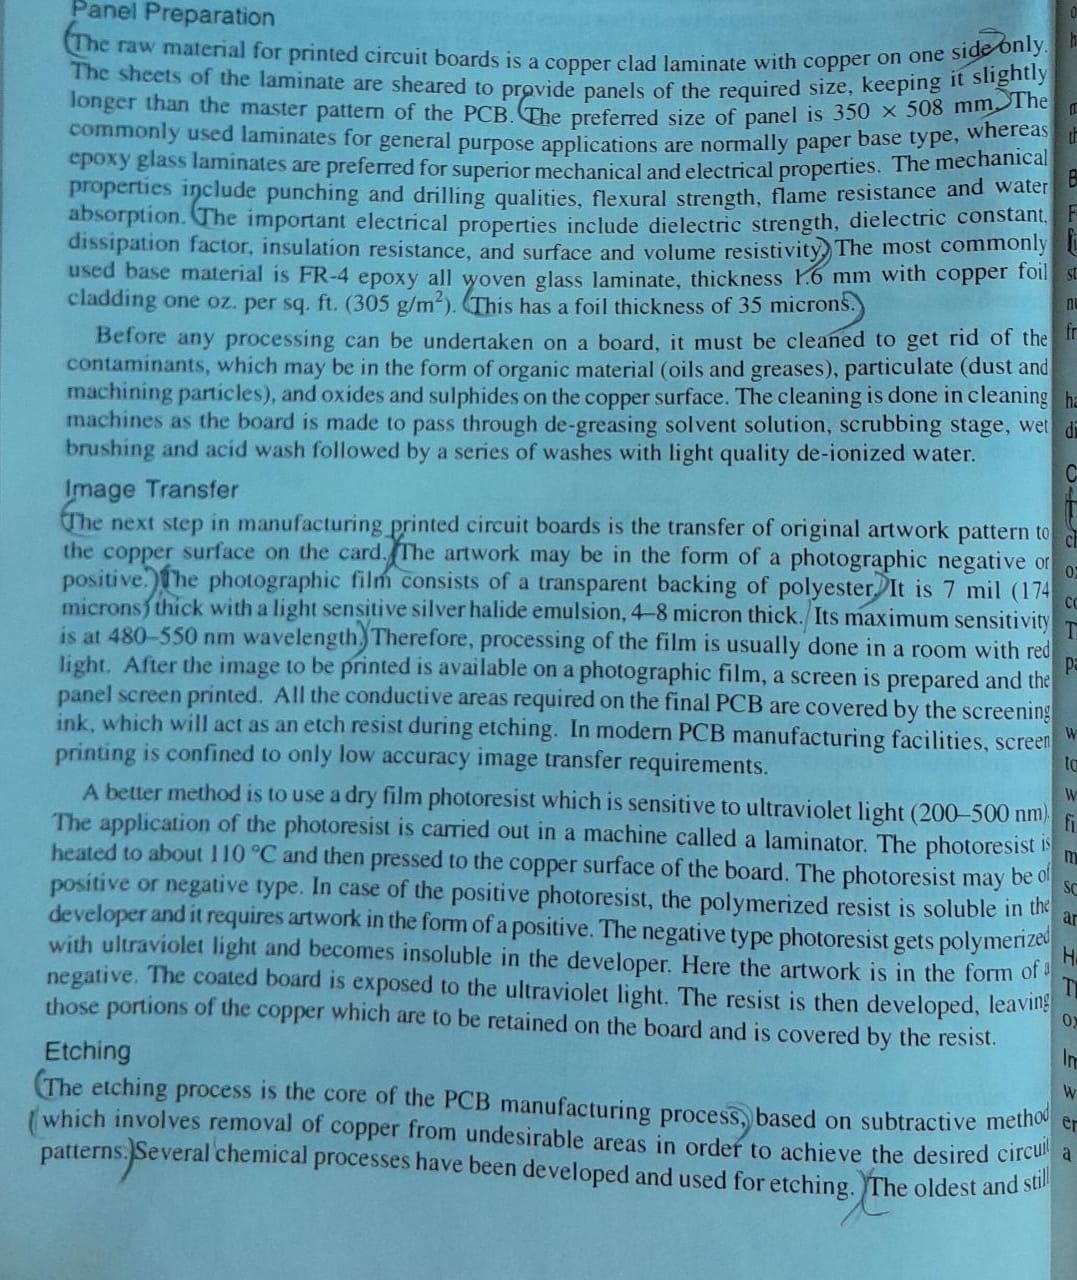 Panel Preparation
The raw material for printed circuit boards is a copper clad laminate with copper on one side only.
The sheets of the laminate are sheared to provide panels of the required size, keeping it slightly
longer than the master pattern of the PCB. The preferred size of panel is 350 × 508 mm. The
commonly used laminates for general purpose applications are normally paper base type, whereas
epoxy glass laminates are preferred for superior mechanical and electrical properties. The mechanical
properties include punching and drilling qualities, flexural strength, flame resistance and water
absorption. The important electrical properties include dielectric strength, dielectric constant,
dissipation factor, insulation resistance, and surface and volume resistivity. The most commonly
used base material is FR-4 epoxy all woven glass laminate, thickness 1.6 mm with copper foil
cladding one oz. per sq. ft. (305 g/m²). This has a foil thickness of 35 microns.
Before any processing can be undertaken on a board, it must be cleaned to get rid of the
contaminants, which may be in the form of organic material (oils and greases), particulate (dust and
machining particles), and oxides and sulphides on the copper surface. The cleaning is done in cleaning
machines as the board is made to pass through de-greasing solvent solution, scrubbing stage, wet
brushing and acid wash followed by a series of washes with light quality de-ionized water.
Image Transfer
The next step in manufacturing printed circuit boards is the transfer of original artwork pattern to
the copper surface on the card. The artwork may be in the form of a photographic negative or
positive. The photographic film consists of a transparent backing of polyester. It is 7 mil (174
microns) thick with a light sensitive silver halide emulsion, 4–8 micron thick. Its maximum sensitivity
is at 480–550 nm wavelength. Therefore, processing of the film is usually done in a room with red
light. After the image to be printed is available on a photographic film, a screen is prepared and the
panel screen printed. All the conductive areas required on the final PCB are covered by the screening
ink, which will act as an etch resist during etching. In modern PCB manufacturing facilities, screen
printing is confined to only low accuracy image transfer requirements.
A better method is to use a dry film photoresist which is sensitive to ultraviolet light (200–500 nm).
The application of the photoresist is carried out in a machine called a laminator. The photoresist is
heated to about 110 °C and then pressed to the copper surface of the board. The photoresist may be of
positive or negative type. In case of the positive photoresist, the polymerized resist is soluble in the
developer and it requires artwork in the form of a positive. The negative type photoresist gets polymerized
with ultraviolet light and becomes insoluble in the developer. Here the artwork is in the form of a
negative. The coated board is exposed to the ultraviolet light. The resist is then developed, leaving
those portions of the copper which are to be retained on the board and is covered by the resist.
Etching
The etching process is the core of the PCB manufacturing process, based on subtractive method
which involves removal of copper from undesirable areas in order to achieve the desired circuit
patterns. Several chemical processes have been developed and used for etching. The oldest and still